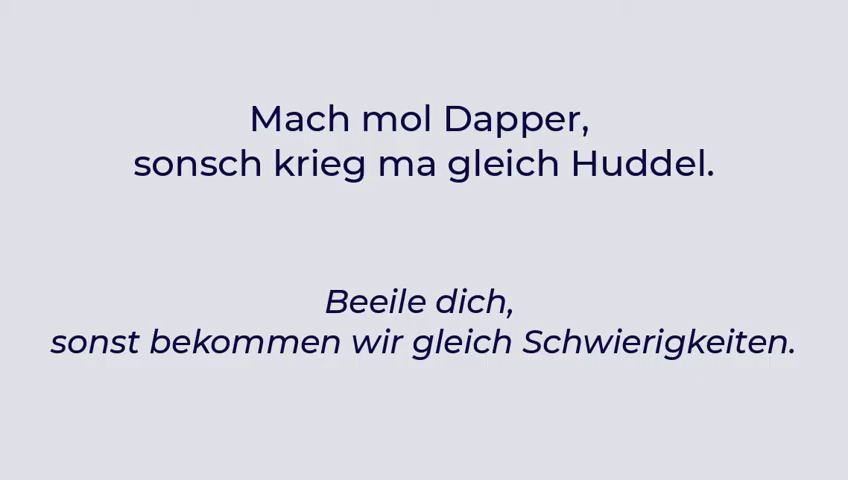 Mach mol Dapper,
sonsch krieg ma gleich Huddel.
Beeile dich,
sonst bekommen wir gleich Schwierigkeiten.